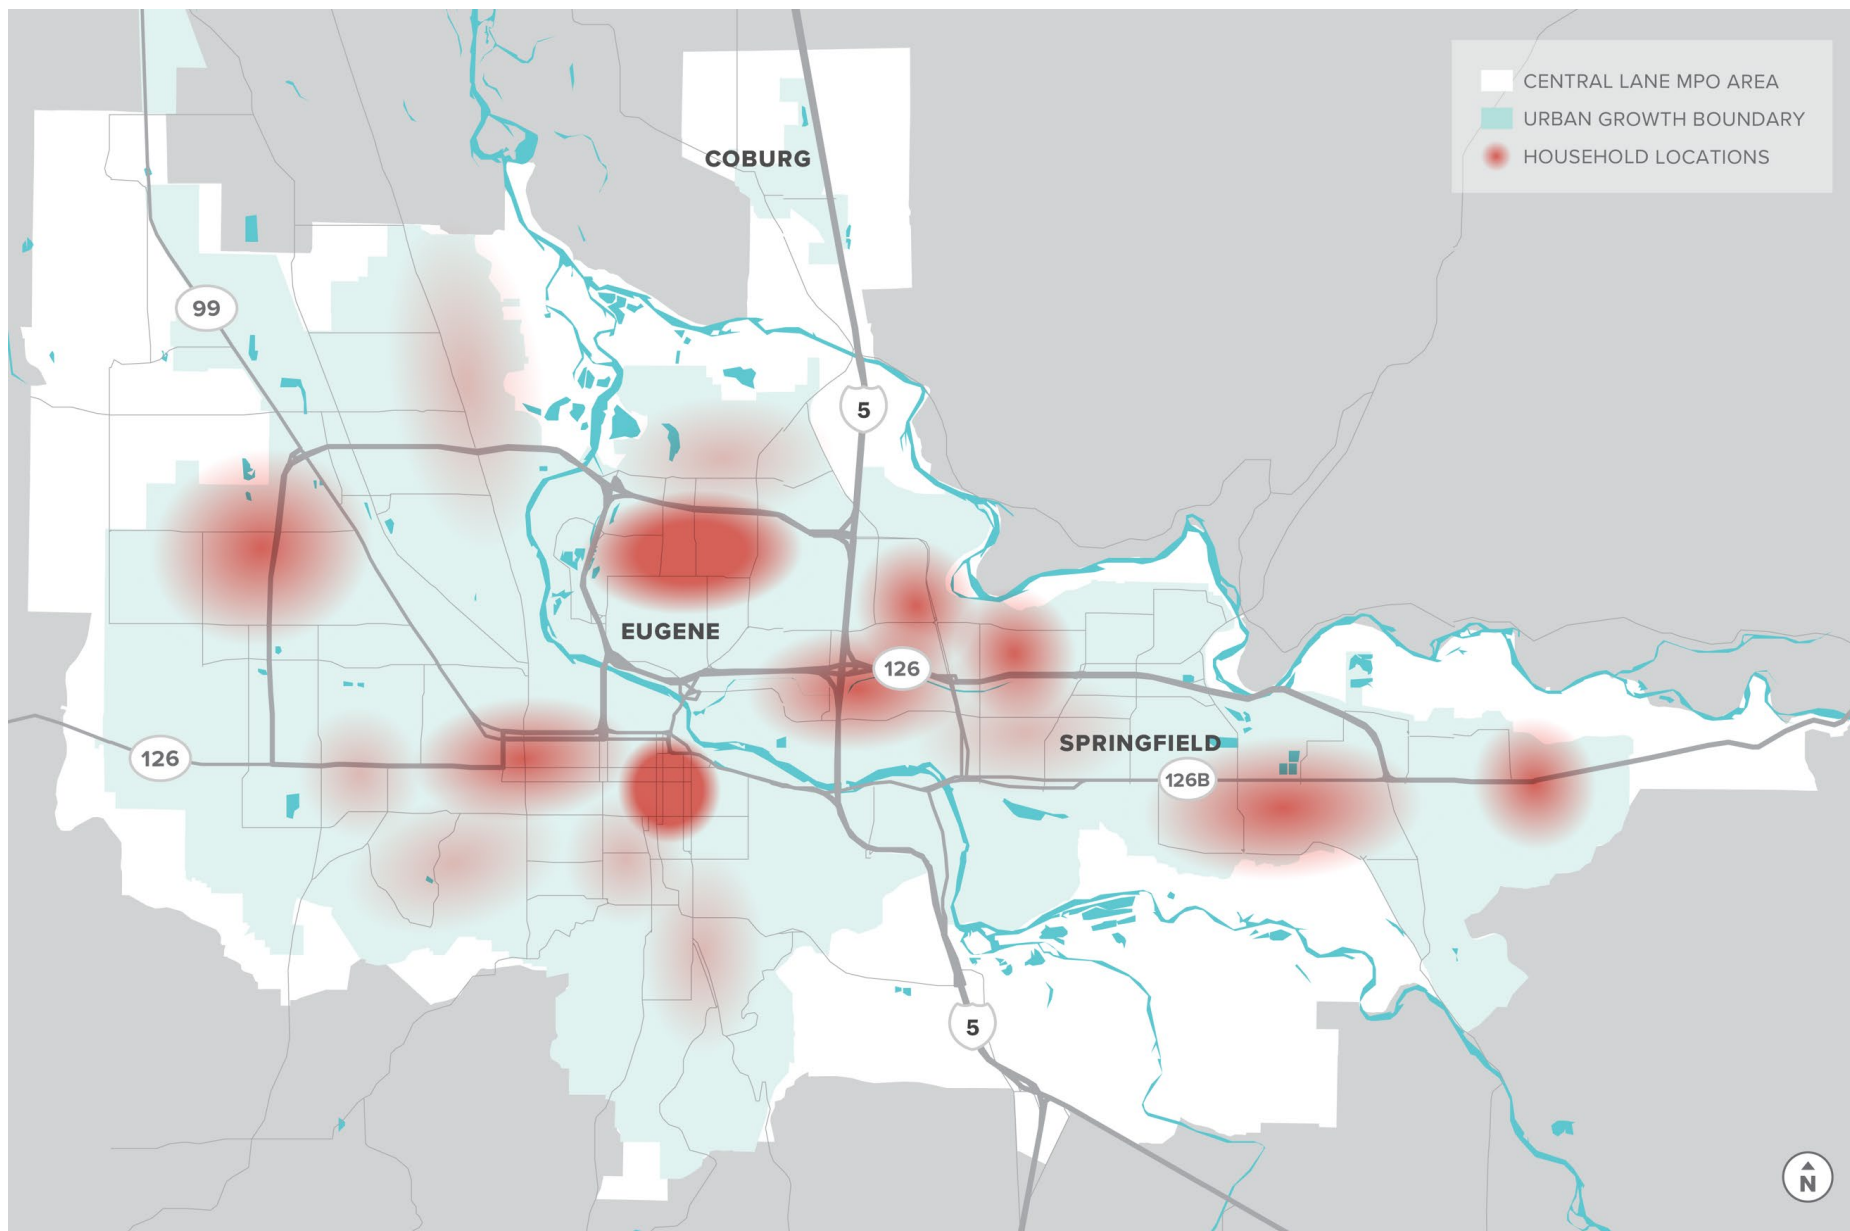 CENTRAL LANE MPO AREA
URBAN GROWTH BOUNDARY
HOUSEHOLD LOCATIONS
COBURG
99
5
EUGENE
126
SPRINGFIELD
126
126B
5
N